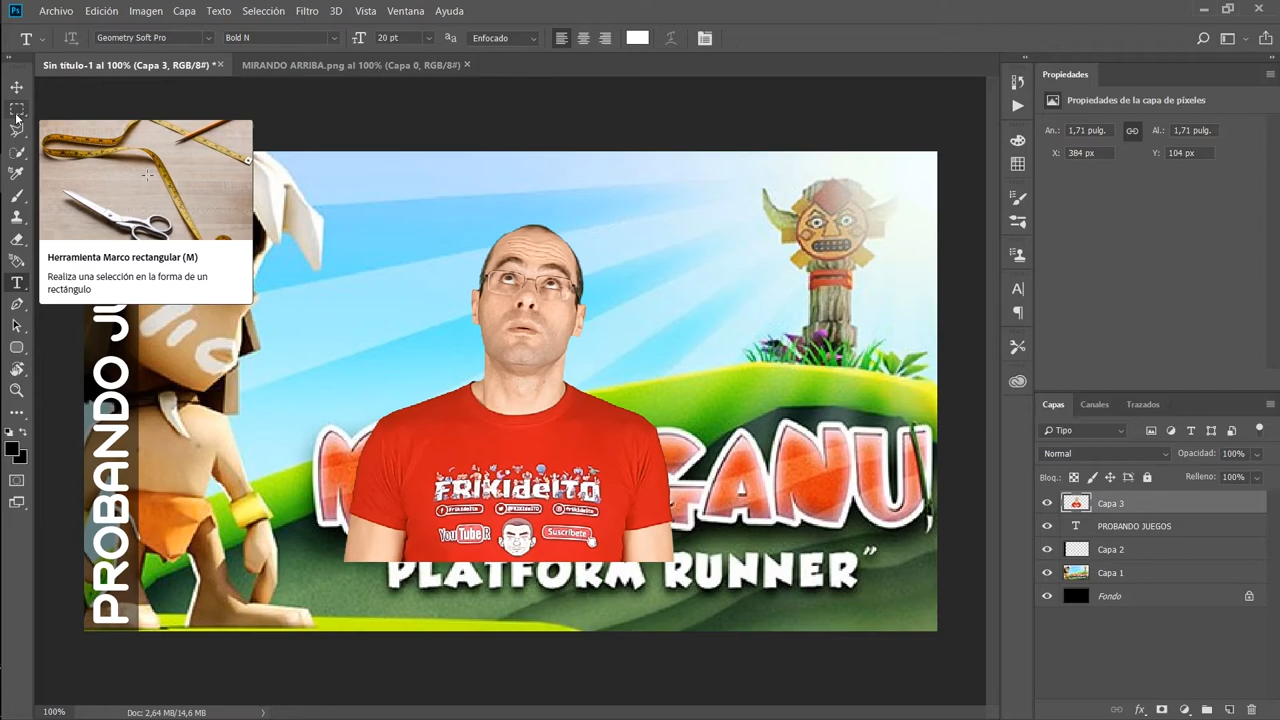 Ps Archivo Edición Imagen Capa Texto Selección Filtro 3D Vista Ventana Ayuda
T Geometry Soft Pro Bold N 20 pt Enfocado
Sin título-1 al 100% (Capa 3, RGB/8#) * MIRANDO ARRIBA.png al 100% (Capa 0, RGB/8#)
Herramienta Marco rectangular (M)
Realiza una selección en la forma de un
rectángulo
PROBANDO JU
FRIKIdelTO
Frikidelto @FRIKIdelTO frikidelto
YouTubeR Suscríbete
GANU
PLATFORM RUNNER"
Propiedades
Propiedades de la capa de píxeles
An.: 1,71 pulg. Al.: 1,71 pulg.
X: 384 px Y: 104 px
Capas Canales Trazados
Tipo
Normal Opacidad: 100%
Bloq.: Relleno: 100%
Capa 3
T PROBANDO JUEGOS
Capa 2
Capa 1
Fondo
100% Doc: 2,64 MB/14,6 MB